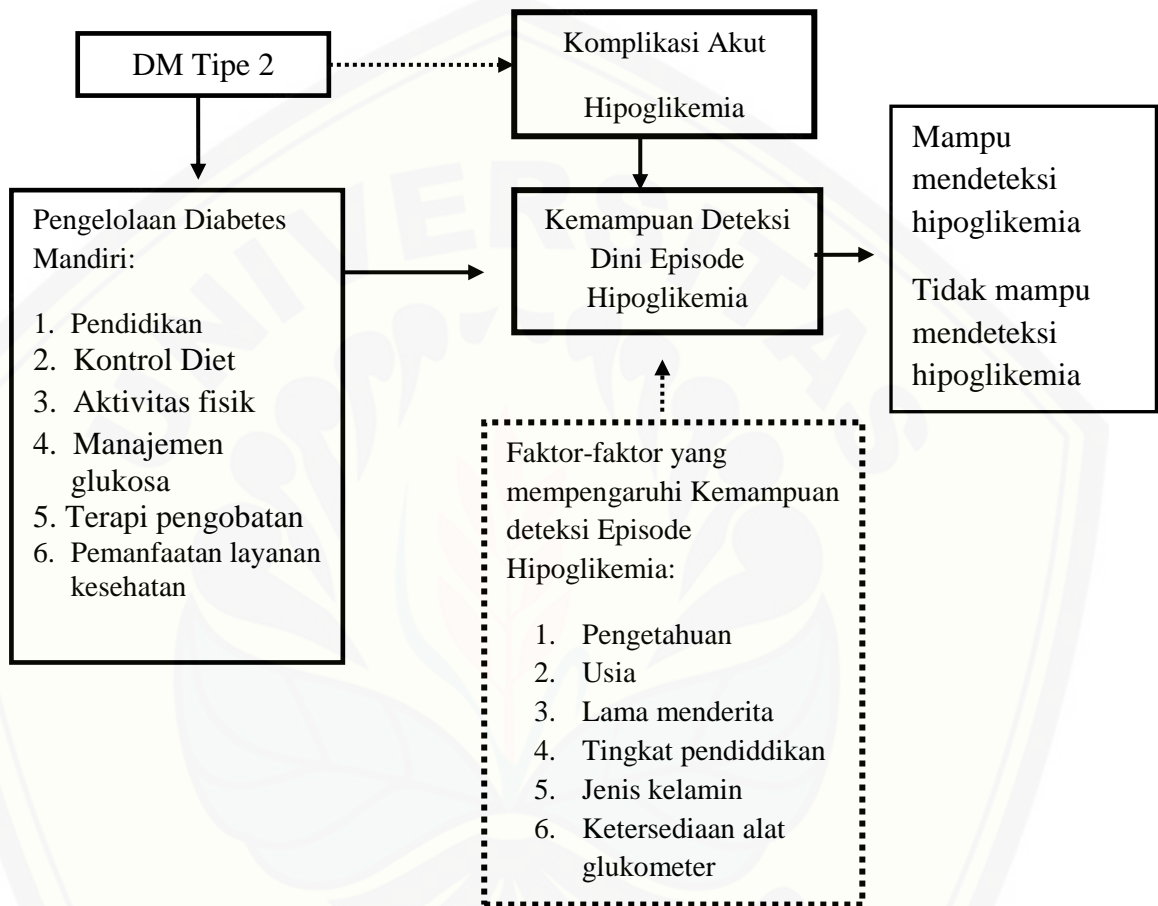 DM Tipe 2
Komplikasi Akut
Hipoglikemia
Pengelolaan Diabetes
Mandiri:
1. Pendidikan
2. Kontrol Diet
3. Aktivitas fisik
4. Manajemen
glukosa
5. Terapi pengobatan
6. Pemanfaatan layanan
kesehatan
Kemampuan Deteksi
Dini Episode
Hipoglikemia
Mampu
mendeteksi
hipoglikemia
Tidak mampu
mendeteksi
hipoglikemia
Faktor-faktor yang
mempengaruhi Kemampuan
deteksi Episode
Hipoglikemia:
1. Pengetahuan
2. Usia
3. Lama menderita
4. Tingkat pendiddikan
5. Jenis kelamin
6. Ketersediaan alat
glukometer
UNIVERSITAS